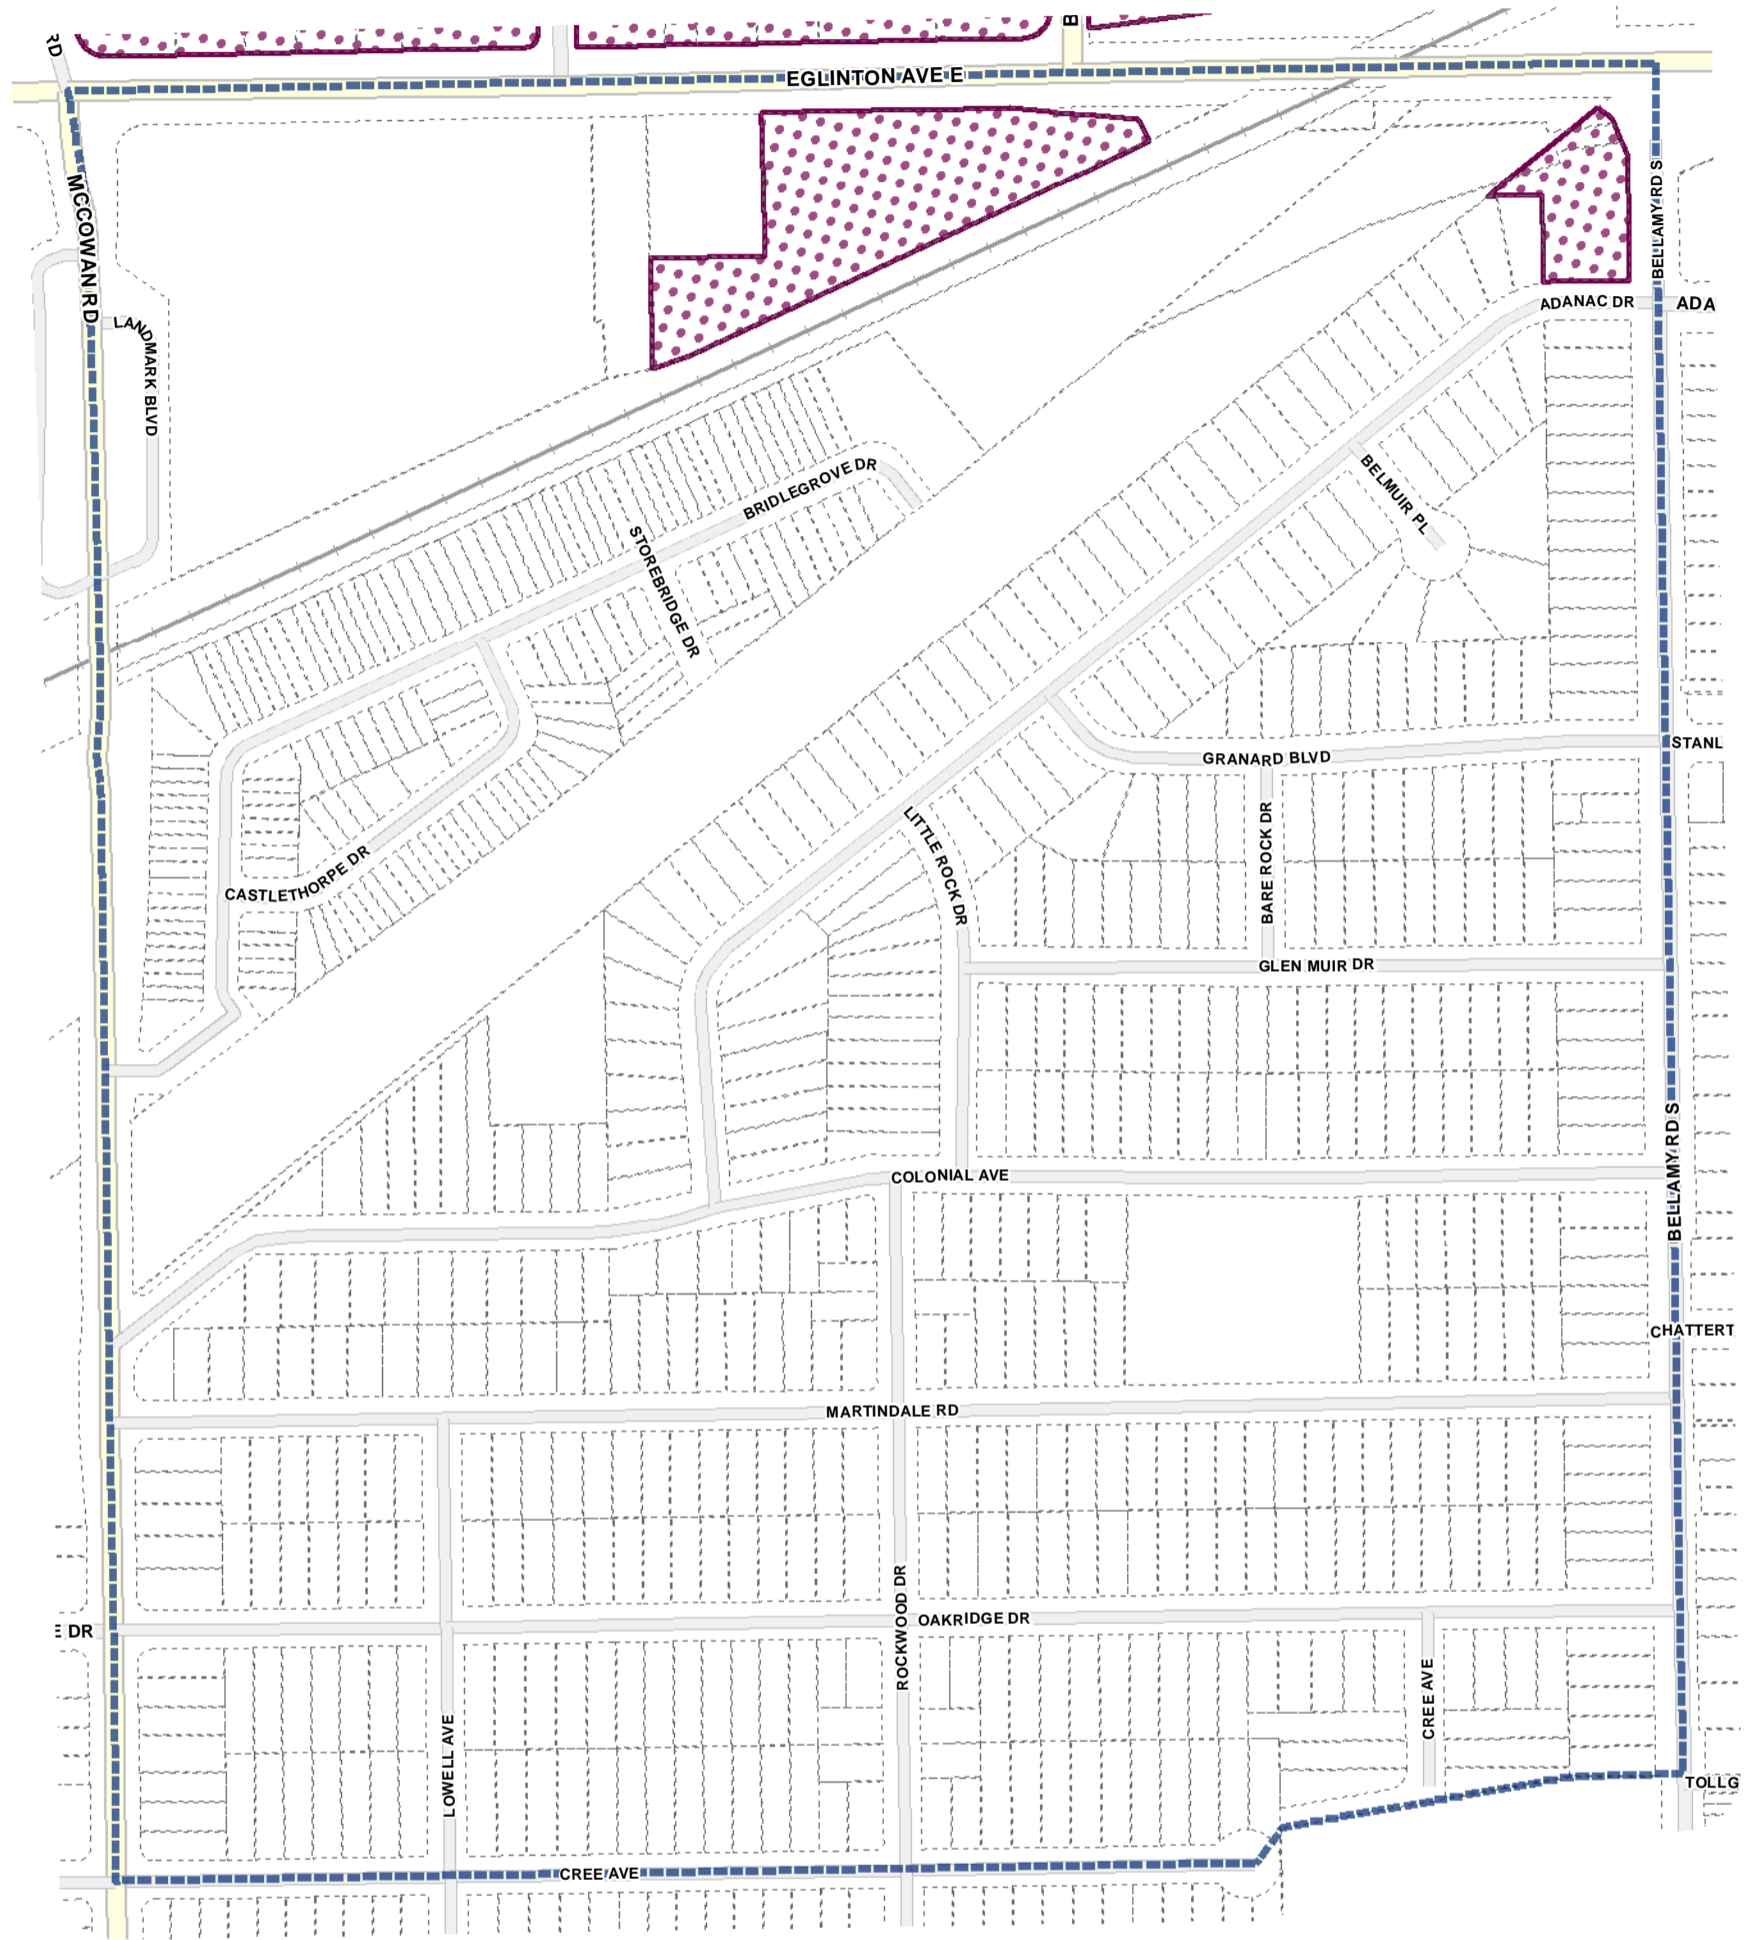 RD
B
EGLINTON AVE E
MCCOWAN RD
BELLAMY RD S
LANDMARK BLVD
ADANAC DR
ADA
BRIDLEGROVE DR
BELMUIR PL
STOREBRIDGE DR
GRANARD BLVD
STANL
LITTLE ROCK DR
BARE ROCK DR
CASTLETHORPE DR
GLEN MUIR DR
COLONIAL AVE
BELLAMY RD S
CHATTERT
MARTINDALE RD
ROCKWOOD DR
OAKRIDGE DR
E DR
CREE AVE
LOWELL AVE
TOLLG
CREE AVE